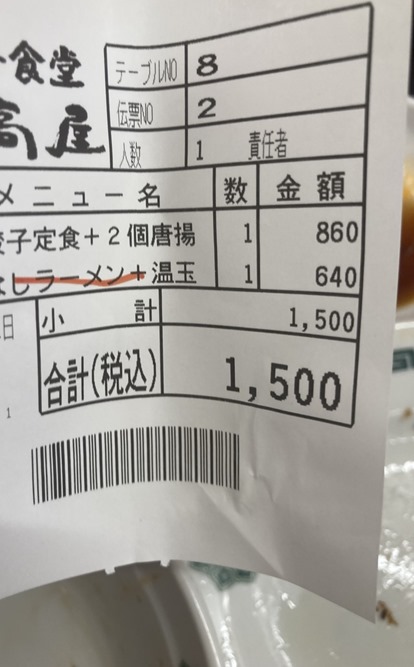 食堂
高屋
テーブルNO 8
伝票NO 2
人数 1 責任者
メニュー名 数 金額
子定食+2個唐揚 1 860
しラーメン+温玉 1 640
日 小計 1,500
合計(税込) 1,500
1